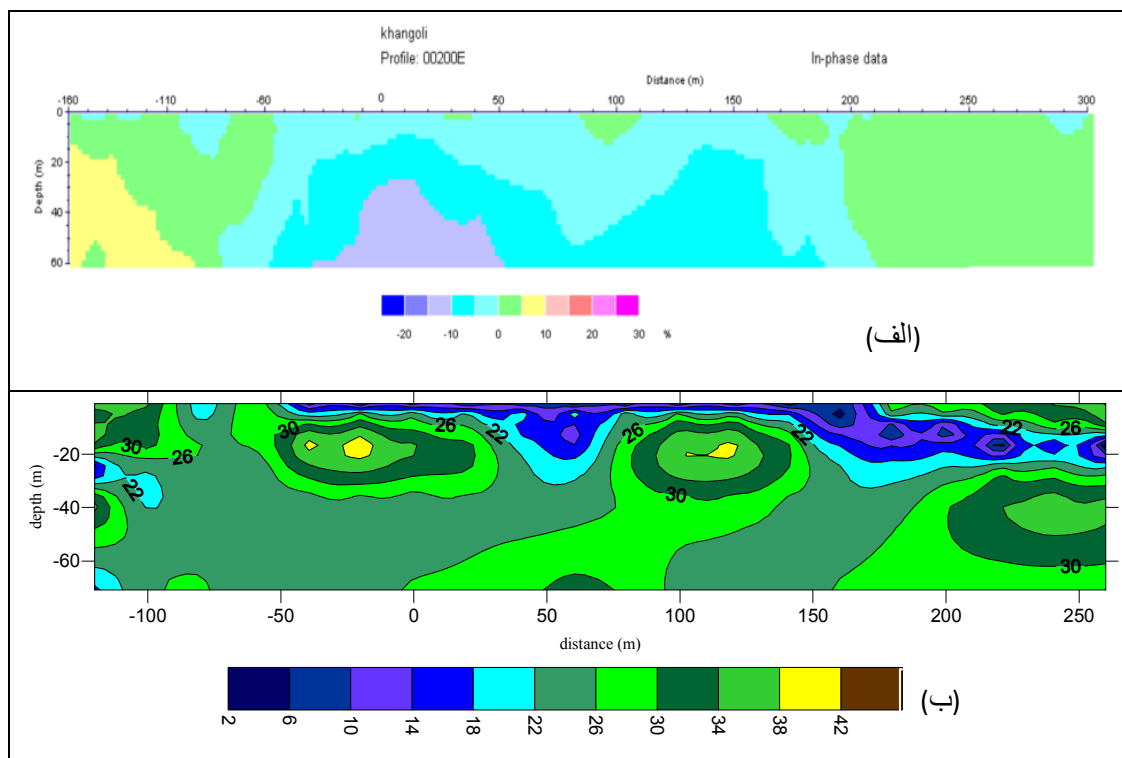 khangoli
Profile: 00200E In-phase data
Distance (m)
-160 -110 -60 0 50 100 150 200 250 300
0
20
40
60
Depth (m)
-20 -10 0 10 20 30 %
(الف)
30 26 22 26 22 22 26
30 26
22 30 30
-20
-40
-60
depth (m)
-100 -50 0 50 100 150 200 250
distance (m)
2 6 10 14 18 22 26 30 34 38 42
(ب)